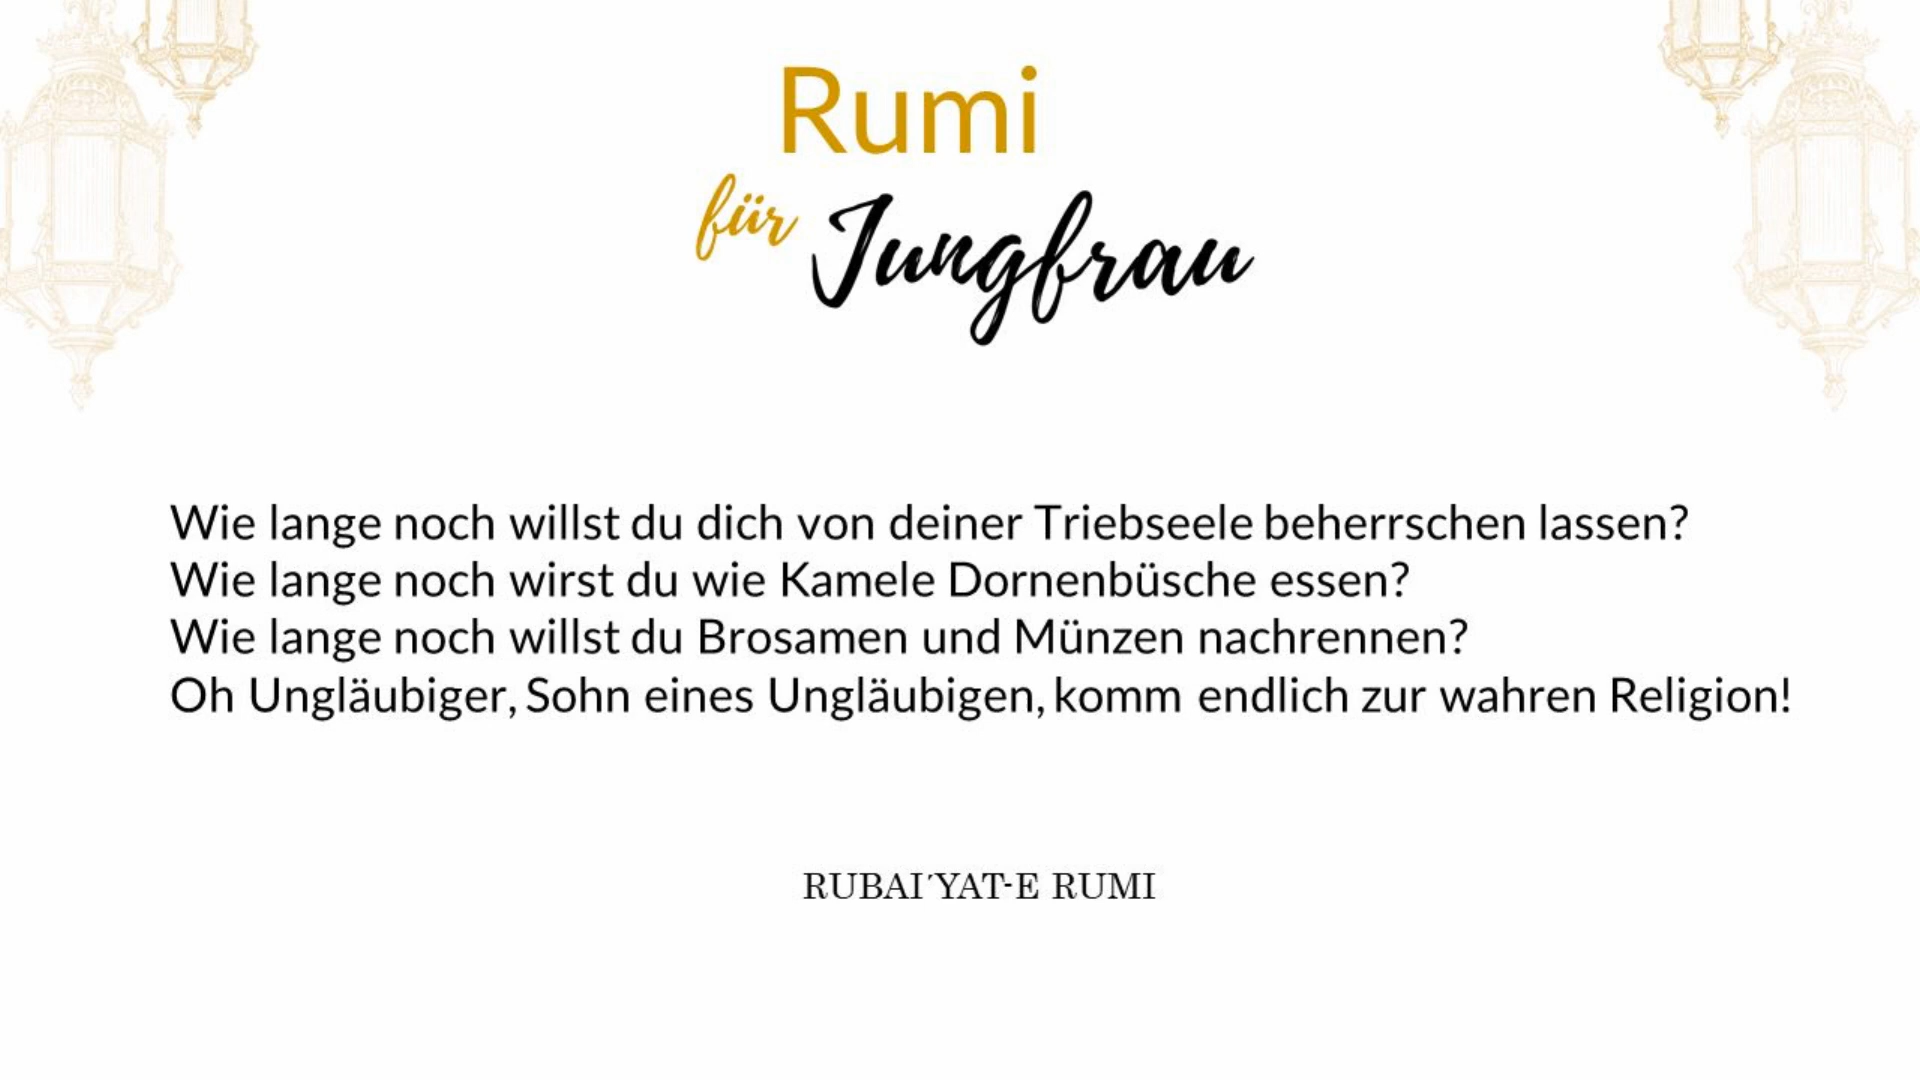 Rumi
für Jungfrau
Wie lange noch willst du dich von deiner Triebseele beherrschen lassen?
Wie lange noch wirst du wie Kamele Dornenbüsche essen?
Wie lange noch willst du Brosamen und Münzen nachrennen?
Oh Ungläubiger, Sohn eines Ungläubigen, komm endlich zur wahren Religion!
RUBAI´YAT-E RUMI